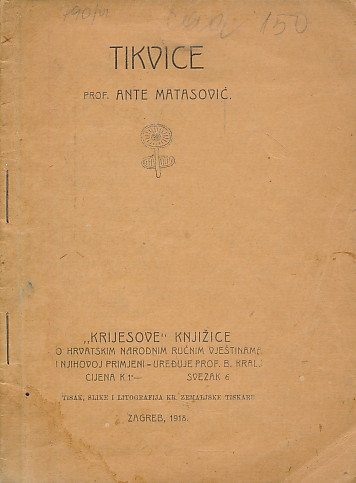 150
TIKVICE
PROF. ANTE MATASOVIĆ.
„KRIJESOVE“ KNJIŽICE
O HRVATSKIM NARODNIM RUČNIM VJEŠTINAMA
I NJIHOVOJ PRIMJENI – UREĐUJE PROF. B. KRALJ
CIJENA K 1·— SVEZAK 6
TISAK, SLIKE I LITOGRAFIJA KR. ZEMALJSKE TISKARE
ZAGREB, 1918.